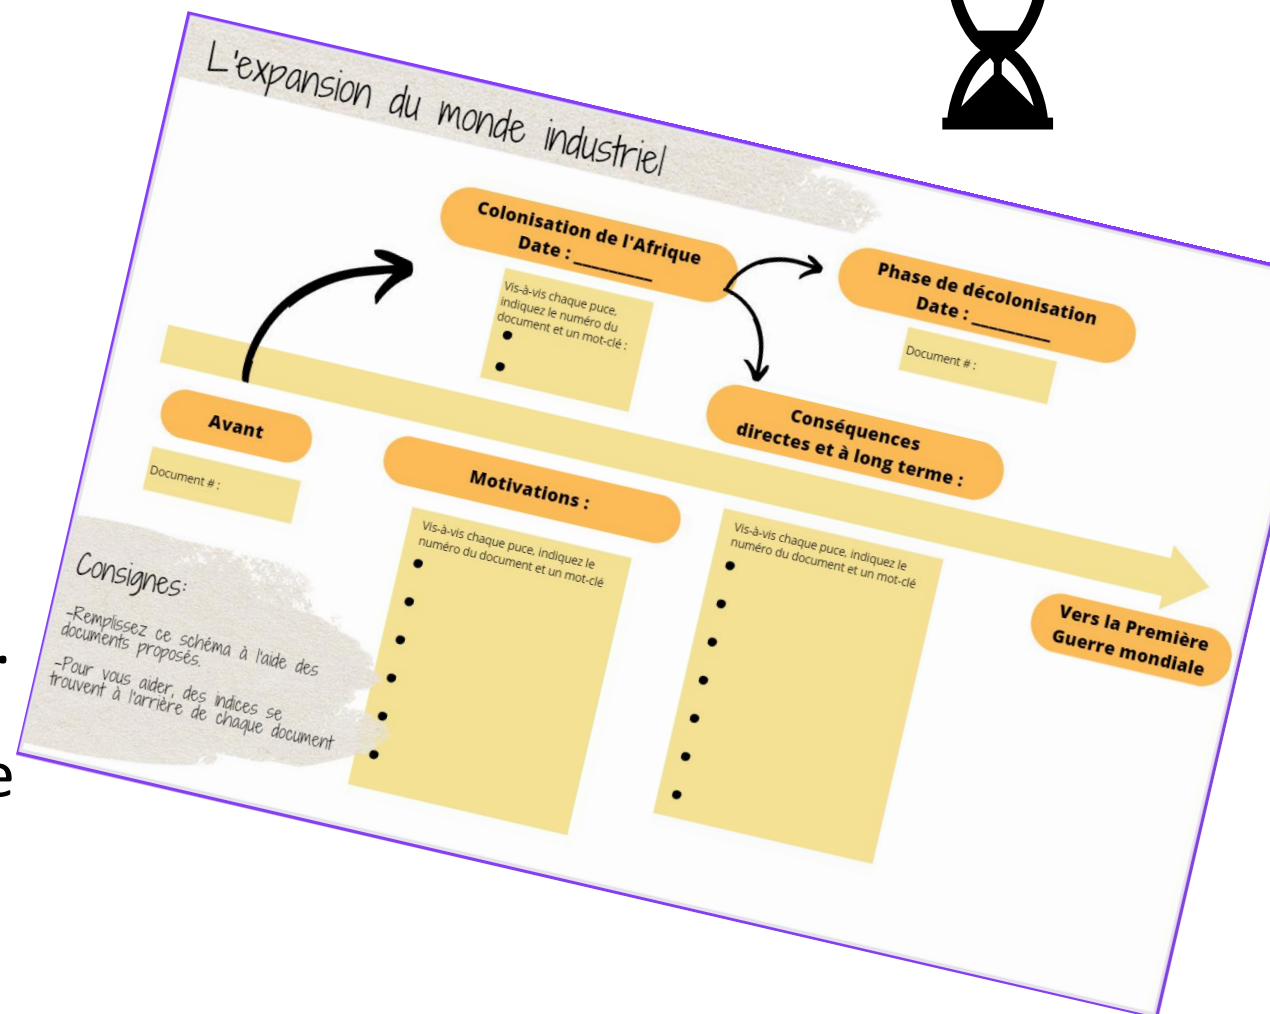 L'expansion du monde industriel
Colonisation de l'Afrique
Date : __________
Vis-à-vis chaque puce,
indiquez le numéro du
document et un mot-clé :
Phase de décolonisation
Date : __________
Document # :
Avant
Document # :
Motivations :
Vis-à-vis chaque puce, indiquez le
numéro du document et un mot-clé
Conséquences
directes et à long terme :
Vis-à-vis chaque puce, indiquez le
numéro du document et un mot-clé
Vers la Première
Guerre mondiale
Consignes:
-Remplissez ce schéma à l'aide des
documents proposés.
-Pour vous aider, des indices se
trouvent à l'arrière de chaque document
.
e